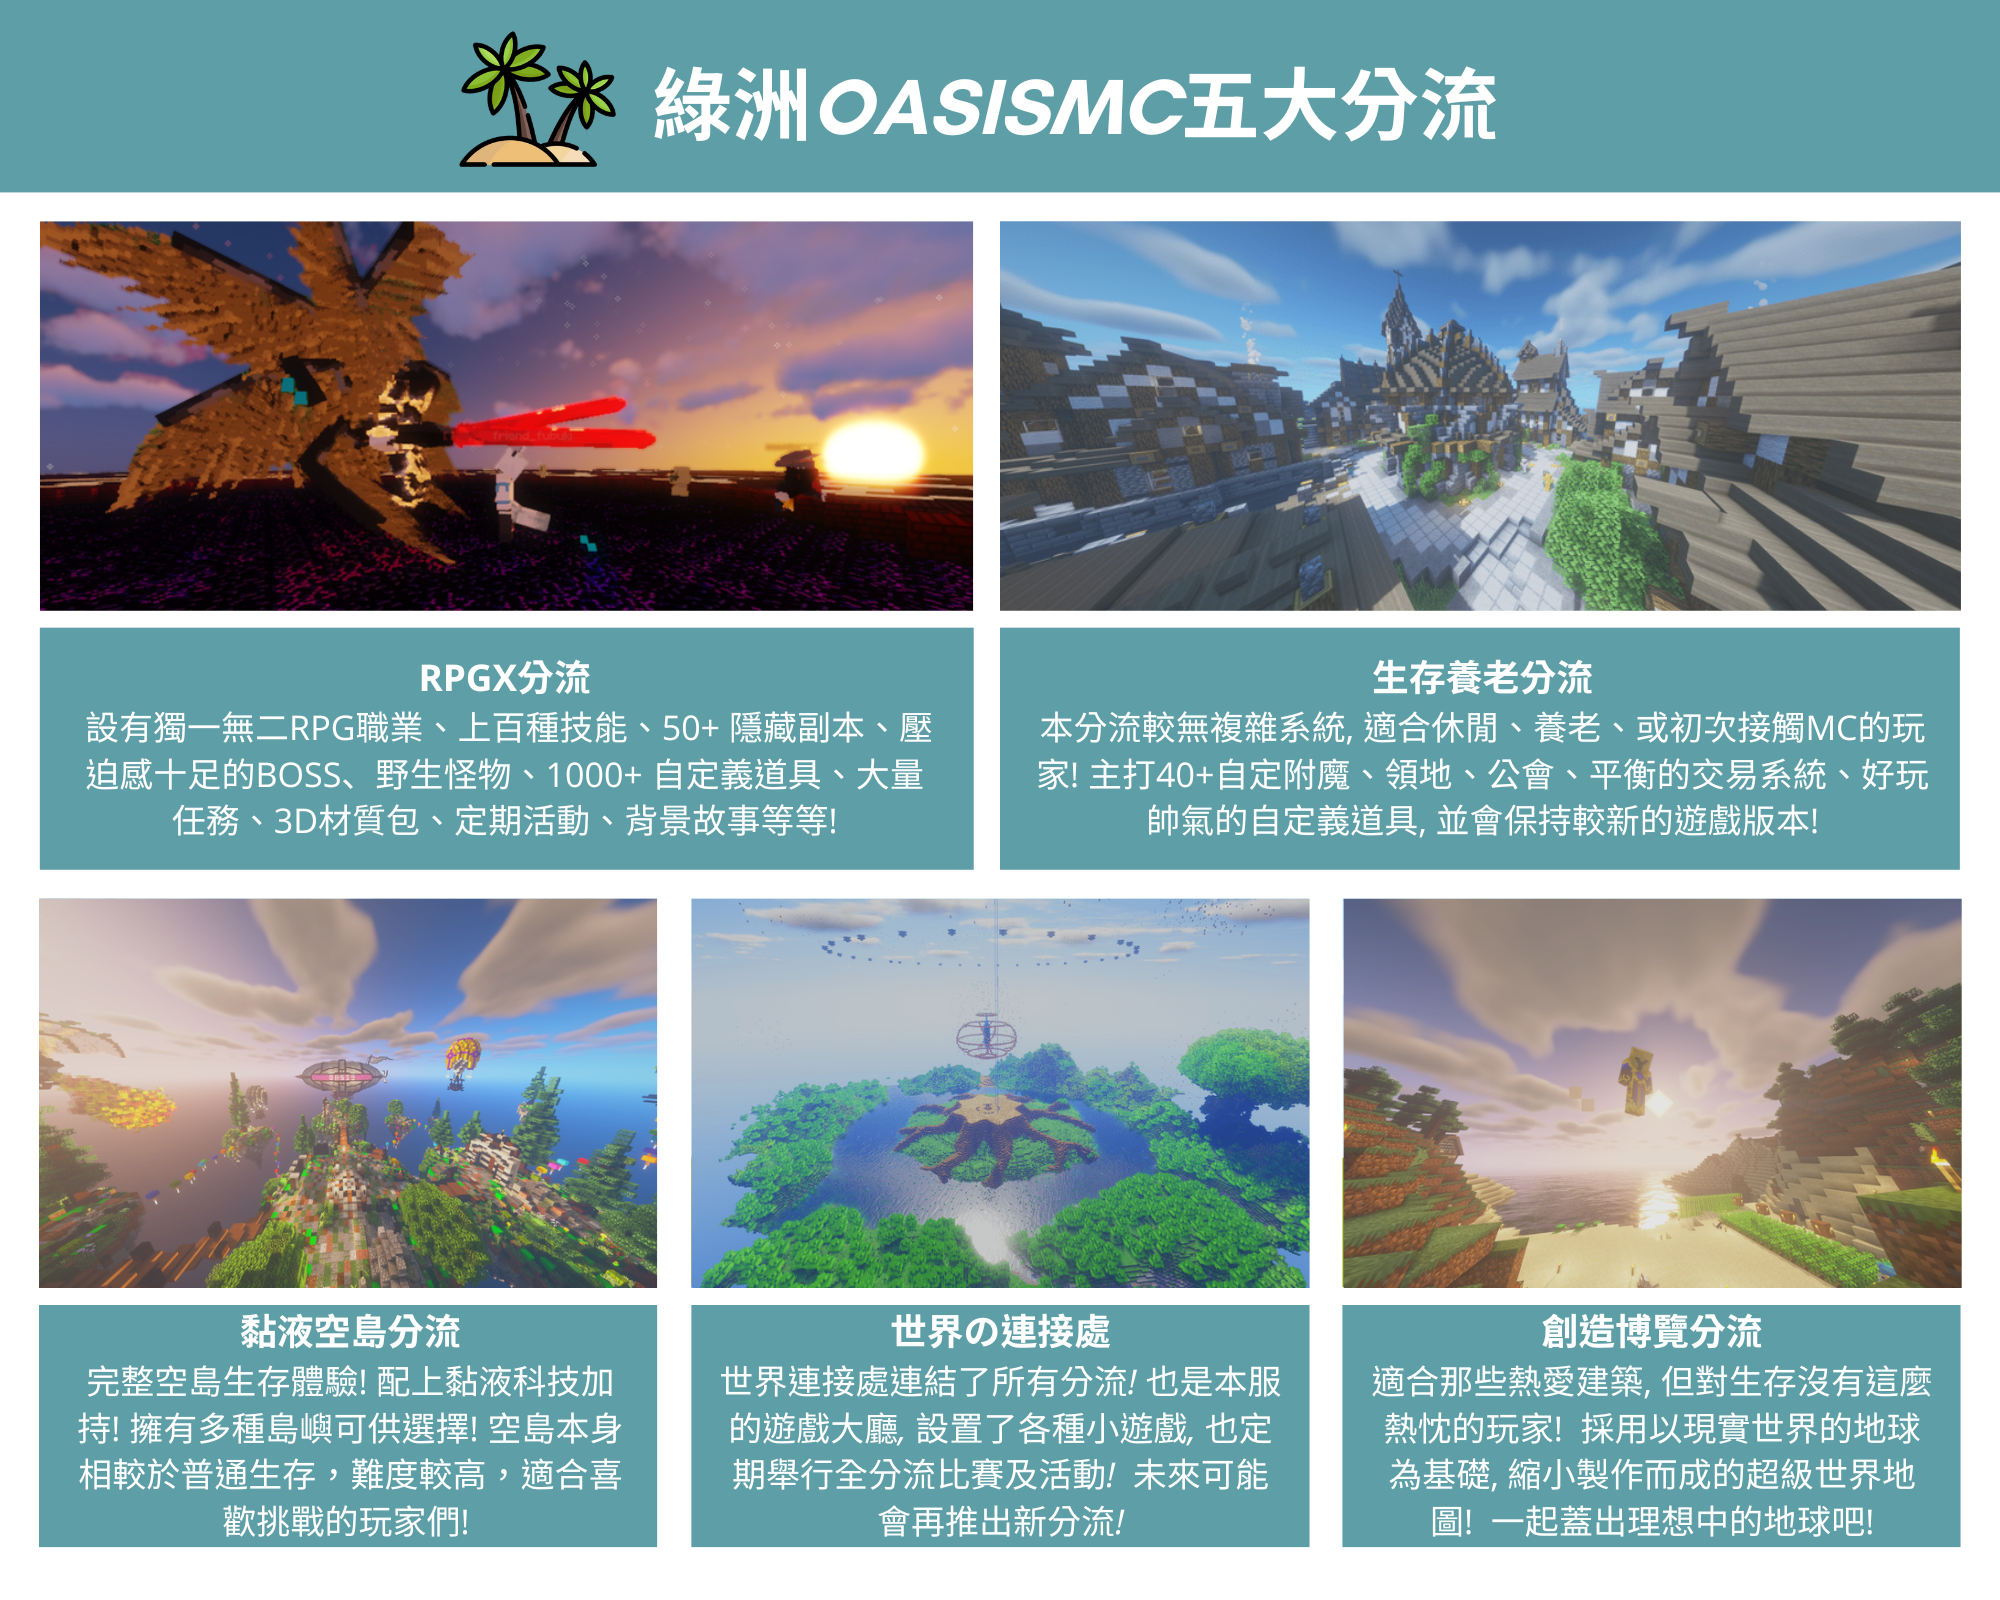 綠洲OASISMC五大分流
friend_fubuki
RPGX分流
設有獨一無二RPG職業、上百種技能、50+ 隱藏副本、壓
迫感十足的BOSS、野生怪物、1000+ 自定義道具、大量
任務、3D材質包、定期活動、背景故事等等!
生存養老分流
本分流較無複雜系統, 適合休閒、養老、或初次接觸MC的玩
家! 主打40+自定附魔、領地、公會、平衡的交易系統、好玩
帥氣的自定義道具, 並會保持較新的遊戲版本!
黏液空島分流
完整空島生存體驗! 配上黏液科技加
持! 擁有多種島嶼可供選擇! 空島本身
相較於普通生存，難度較高，適合喜
歡挑戰的玩家們!
世界の連接處
世界連接處連結了所有分流! 也是本服
的遊戲大廳, 設置了各種小遊戲, 也定
期舉行全分流比賽及活動! 未來可能
會再推出新分流!
創造博覽分流
適合那些熱愛建築, 但對生存沒有這麼
熱忱的玩家! 採用以現實世界的地球
為基礎, 縮小製作而成的超級世界地
圖! 一起蓋出理想中的地球吧!